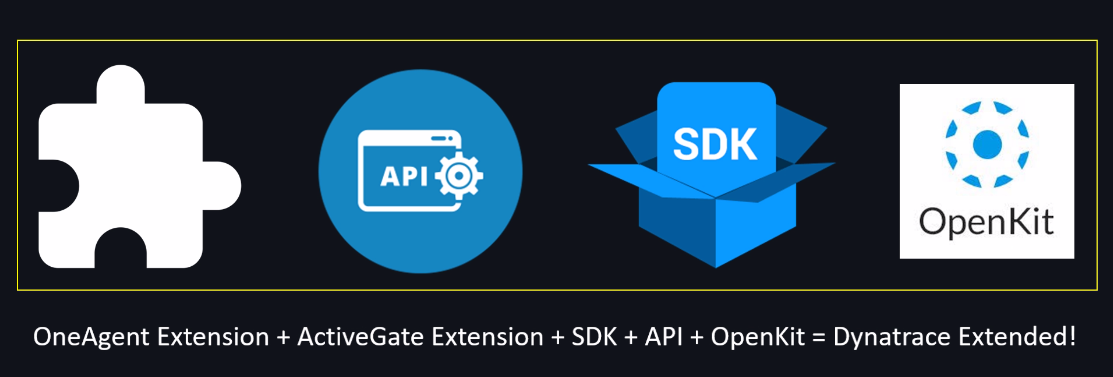 API
SDK
OpenKit
OneAgent Extension + ActiveGate Extension + SDK + API + OpenKit = Dynatrace Extended!